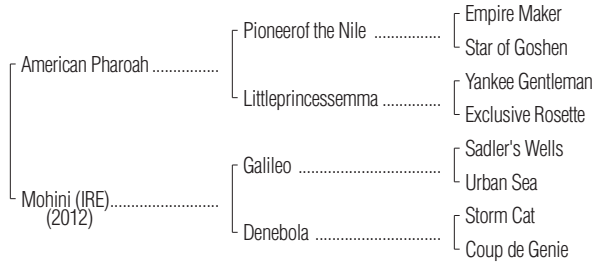 Empire Maker
Pioneerof the Nile ................
Star of Goshen
American Pharoah ................
Yankee Gentleman
Littleprincessemma ..............
Exclusive Rosette
Sadler's Wells
Galileo ..................................
Urban Sea
Mohini (IRE)..........................
(2012)
Storm Cat
Denebola ..............................
Coup de Genie